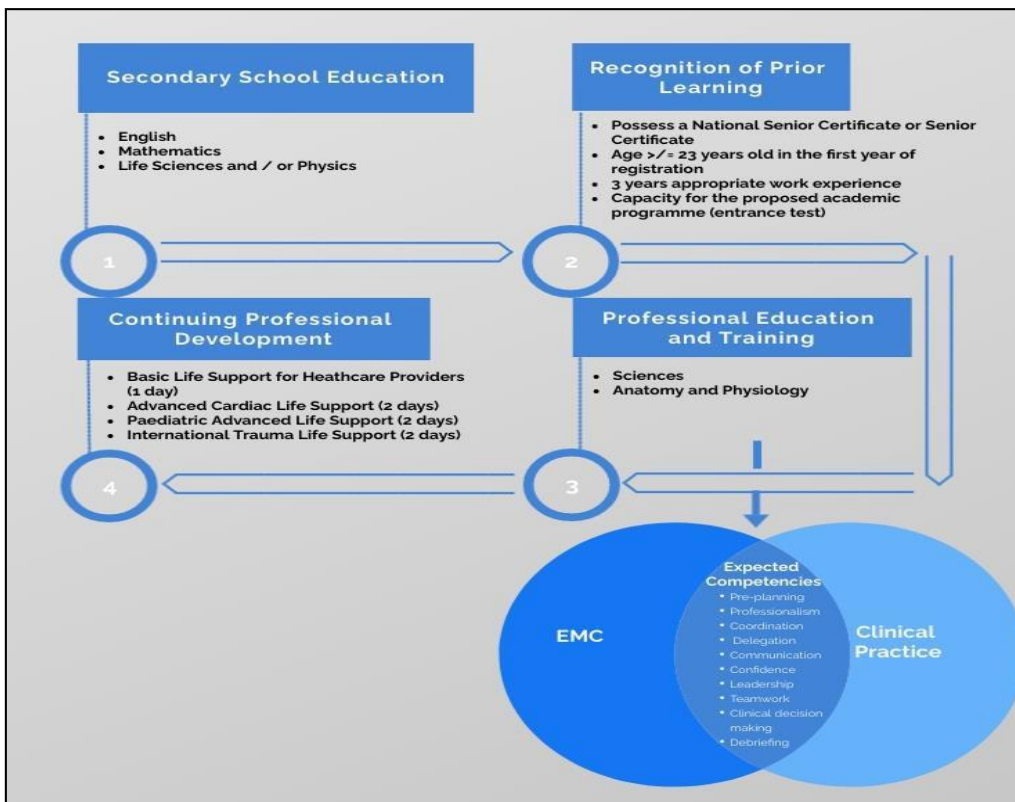 Secondary School Education
• English
• Mathematics
• Life Sciences and / or Physics
1
Recognition of Prior
Learning
• Possess a National Senior Certificate or Senior
Certificate
• Age >/= 23 years old in the first year of
registration
• 3 years appropriate work experience
• Capacity for the proposed academic
programme (entrance test)
2
Professional Education
and Training
• Sciences
• Anatomy and Physiology
3
Continuing Professional
Development
• Basic Life Support for Heathcare Providers
(1 day)
• Advanced Cardiac Life Support (2 days)
• Paediatric Advanced Life Support (2 days)
• International Trauma Life Support (2 days)
4
EMC
Expected
Competencies
• Pre-planning
• Professionalism
• Coordination
• Delegation
• Communication
• Confidence
• Leadership
• Teamwork
• Clinical decision
making
• Debriefing
Clinical
Practice